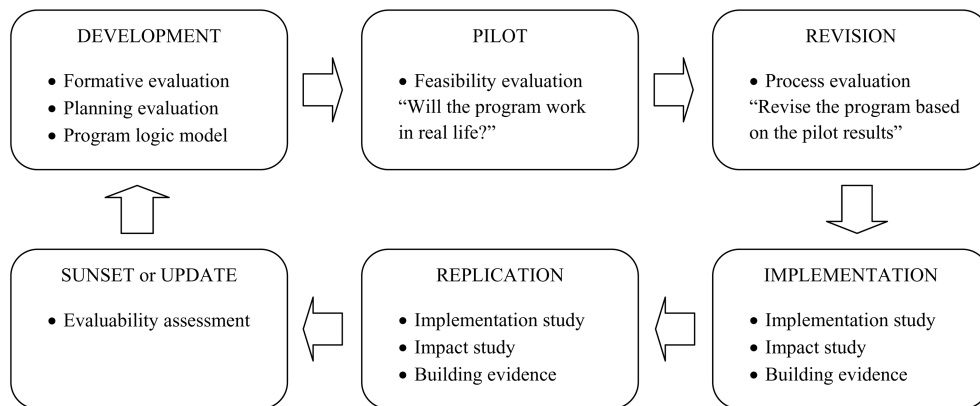 DEVELOPMENT
• Formative evaluation
• Planning evaluation
• Program logic model
PILOT
• Feasibility evaluation
“Will the program work
in real life?”
REVISION
• Process evaluation
“Revise the program based
on the pilot results”
SUNSET or UPDATE
• Evaluability assessment
REPLICATION
• Implementation study
• Impact study
• Building evidence
IMPLEMENTATION
• Implementation study
• Impact study
• Building evidence